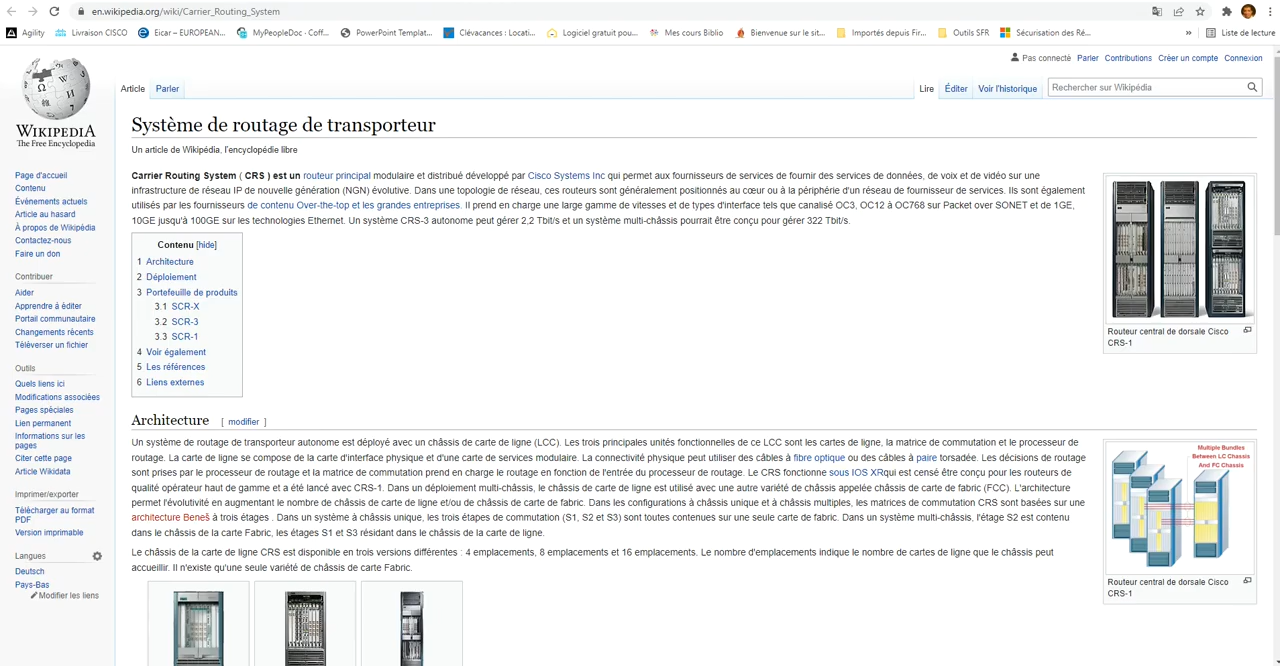 en.wikipedia.org/wiki/Carrier_Routing_System
Agility
Livraison CISCO
Eicar – EUROPEAN...
MyPeopleDoc · Coff...
PowerPoint Templat...
Clévacances : Locati...
Logiciel gratuit pou...
Mes cours Biblio
Bienvenue sur le sit...
Importés depuis Fir...
Outils SFR
Sécurisation des Ré...
»
Liste de lecture
Pas connecté
Parler
Contributions
Créer un compte
Connexion
WIKIPEDIA
The Free Encyclopedia
Article
Parler
Lire
Éditer
Voir l'historique
Rechercher sur Wikipédia
Système de routage de transporteur
Un article de Wikipédia, l'encyclopédie libre
Page d'accueil
Contenu
Événements actuels
Article au hasard
À propos de Wikipédia
Contactez-nous
Faire un don
Contribuer
Aider
Apprendre à éditer
Portail communautaire
Changements récents
Téléverser un fichier
Outils
Quels liens ici
Modifications associées
Pages spéciales
Lien permanent
Informations sur les
pages
Citer cette page
Article Wikidata
Imprimer/exporter
Télécharger au format
PDF
Version imprimable
Langues
Deutsch
Pays-Bas
Modifier les liens
Carrier Routing System ( CRS ) est un routeur principal modulaire et distribué développé par Cisco Systems Inc qui permet aux fournisseurs de services de fournir des services de données, de voix et de vidéo sur une
infrastructure de réseau IP de nouvelle génération (NGN) évolutive. Dans une topologie de réseau, ces routeurs sont généralement positionnés au cœur ou à la périphérie d'un réseau de fournisseur de services. Ils sont également
utilisés par les fournisseurs de contenu Over-the-top et les grandes entreprises. Il prend en charge une large gamme de vitesses et de types d'interface tels que canalisé OC3, OC12 à OC768 sur Packet over SONET et de 1GE,
10GE jusqu'à 100GE sur les technologies Ethernet. Un système CRS-3 autonome peut gérer 2,2 Tbit/s et un système multi-châssis pourrait être conçu pour gérer 322 Tbit/s.
Contenu [hide]
1 Architecture
2 Déploiement
3 Portefeuille de produits
3.1 SCR-X
3.2 SCR-3
3.3 SCR-1
4 Voir également
5 Les références
6 Liens externes
Routeur central de dorsale Cisco
CRS-1
Architecture [ modifier ]
Un système de routage de transporteur autonome est déployé avec un châssis de carte de ligne (LCC). Les trois principales unités fonctionnelles de ce LCC sont les cartes de ligne, la matrice de commutation et le processeur de
routage. La carte de ligne se compose de la carte d'interface physique et d'une carte de services modulaire. La connectivité physique peut utiliser des câbles à fibre optique ou des câbles à paire torsadée. Les décisions de routage
sont prises par le processeur de routage et la matrice de commutation prend en charge le routage en fonction de l'entrée du processeur de routage. Le CRS fonctionne sous IOS XRqui est censé être conçu pour les routeurs de
qualité opérateur haut de gamme et a été lancé avec CRS-1. Dans un déploiement multi-châssis, le châssis de carte de ligne est utilisé avec une autre variété de châssis appelée châssis de carte de fabric (FCC). L'architecture
permet l'évolutivité en augmentant le nombre de châssis de carte de ligne et/ou de châssis de carte de fabric. Dans les configurations à châssis unique et à châssis multiples, les matrices de commutation CRS sont basées sur une
architecture Beneš à trois étages . Dans un système à châssis unique, les trois étapes de commutation (S1, S2 et S3) sont toutes contenues sur une seule carte de fabric. Dans un système multi-châssis, l'étage S2 est contenu
dans le châssis de la carte Fabric, les étages S1 et S3 résidant dans le châssis de la carte de ligne.
Le châssis de la carte de ligne CRS est disponible en trois versions différentes : 4 emplacements, 8 emplacements et 16 emplacements. Le nombre d'emplacements indique le nombre de cartes de ligne que le châssis peut
accueillir. Il n'existe qu'une seule variété de châssis de carte Fabric.
Multiple Bundles
Between LC Chassis
And FC Chassis
Routeur central de dorsale Cisco
CRS-1